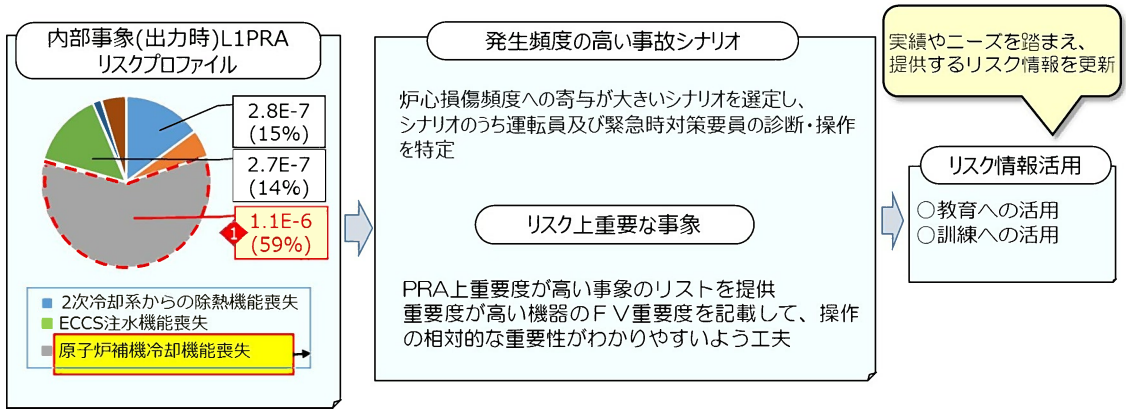 内部事象(出力時)L1PRA
リスクプロファイル
2.8E-7
(15%)
2.7E-7
(14%)
1
1.1E-6
(59%)
2次冷却系からの除熱機能喪失
ECCS注水機能喪失
原子炉補機冷却機能喪失
発生頻度の高い事故シナリオ
炉心損傷頻度への寄与が大きいシナリオを選定し、
シナリオのうち運転員及び緊急時対策要員の診断・操作
を特定
リスク上重要な事象
PRA上重要度が高い事象のリストを提供
重要度が高い機器のＦＶ重要度を記載して、操作
の相対的な重要性がわかりやすいよう工夫
実績やニーズを踏まえ、
提供するリスク情報を更新
リスク情報活用
○教育への活用
○訓練への活用